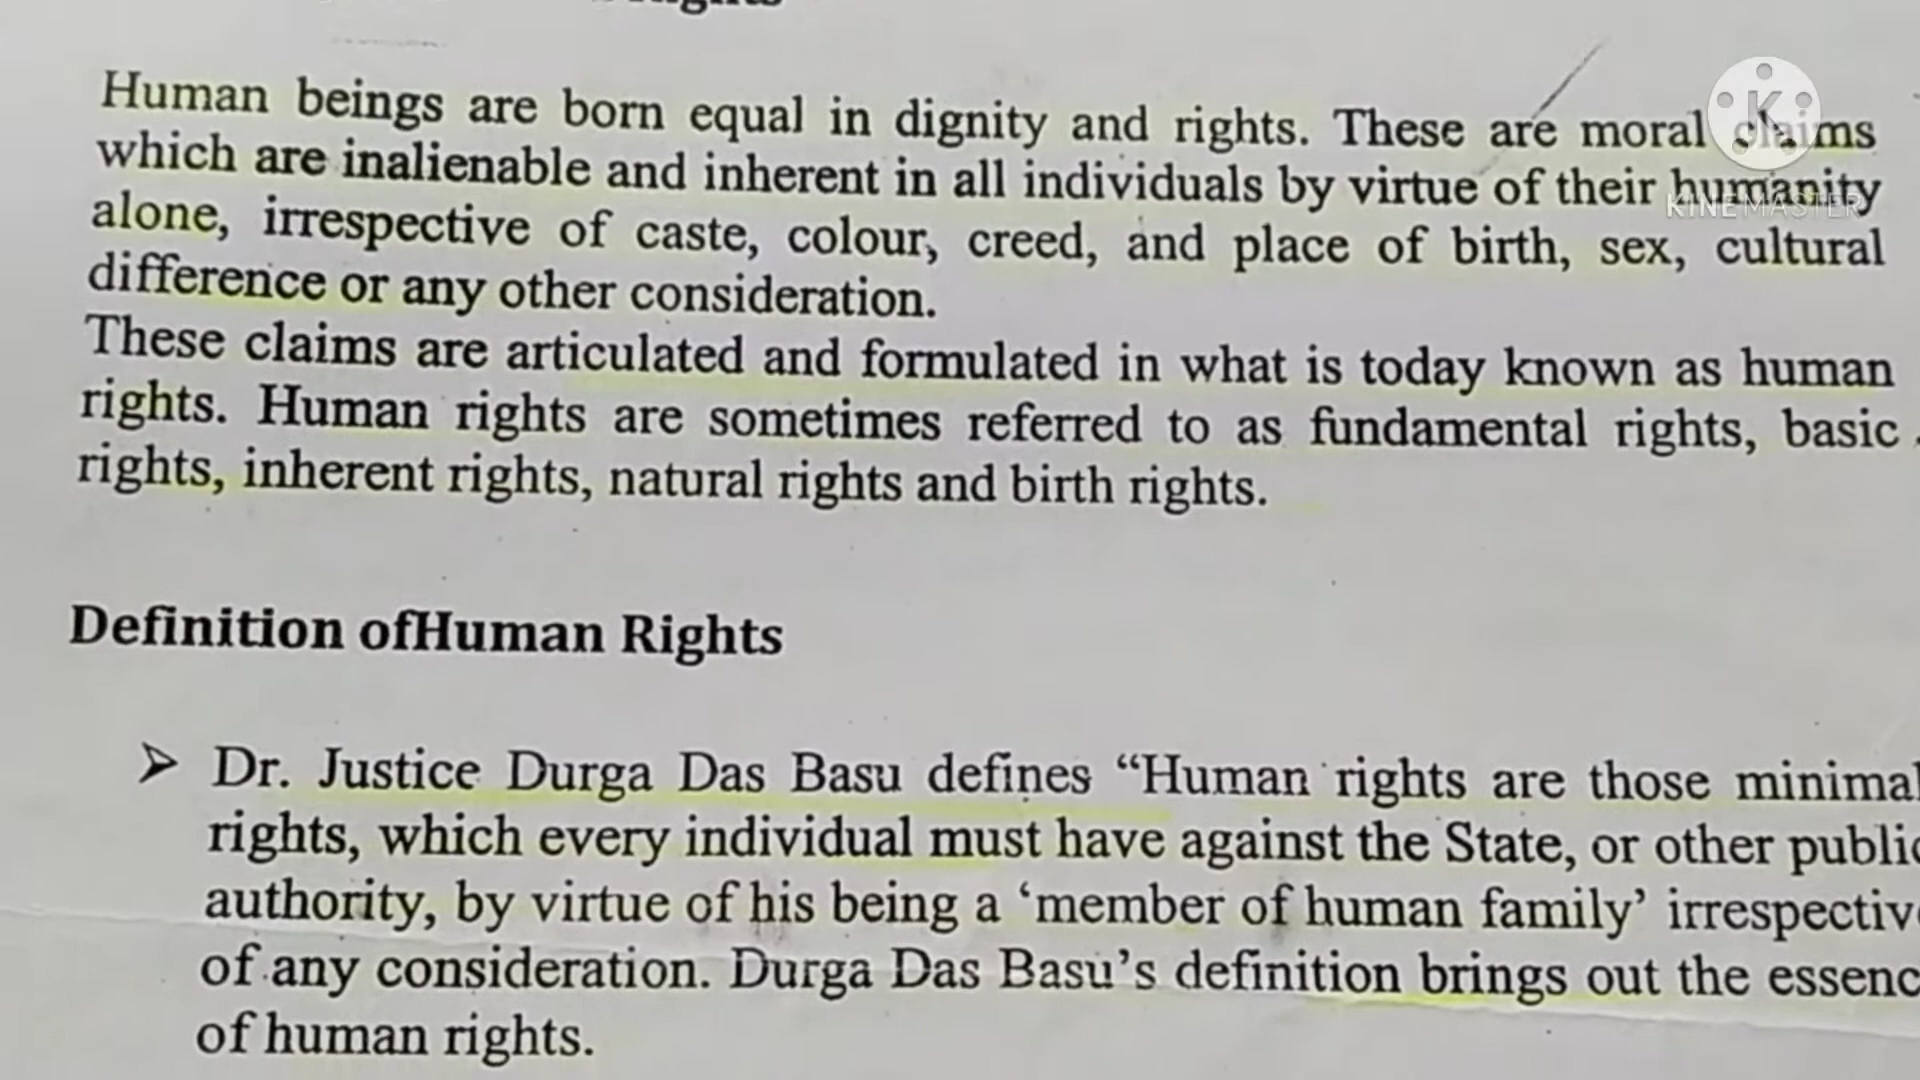 Human beings are born equal in dignity and rights. These are moral claims
which are inalienable and inherent in all individuals by virtue of their humanity
alone, irrespective of caste, colour, creed, and place of birth, sex, cultural
difference or any other consideration.
These claims are articulated and formulated in what is today known as human
rights. Human rights are sometimes referred to as fundamental rights, basic
rights, inherent rights, natural rights and birth rights.
Definition ofHuman Rights
➢ Dr. Justice Durga Das Basu defines “Human rights are those minimal
rights, which every individual must have against the State, or other public
authority, by virtue of his being a ‘member of human family’ irrespective
of any consideration. Durga Das Basu’s definition brings out the essenc
of human rights.
K
KINEMASTER